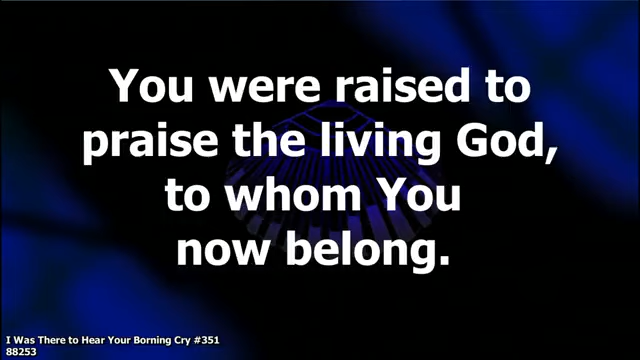 You were raised to
praise the living God,
to whom You
now belong.
I Was There to Hear Your Borning Cry #351
88253